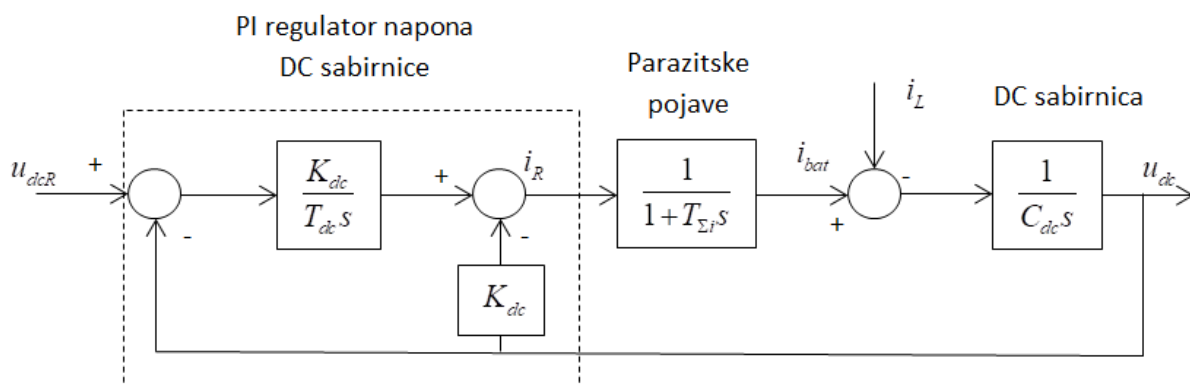 PI regulator napona
DC sabirnice
Parazitske
pojave
DC sabirnica
i_L
u_dcR
+
-
K_dc
T_dc s
+
-
i_R
K_dc
1
1+T_Σi s
i_bat
+
-
1
C_dc s
u_dc